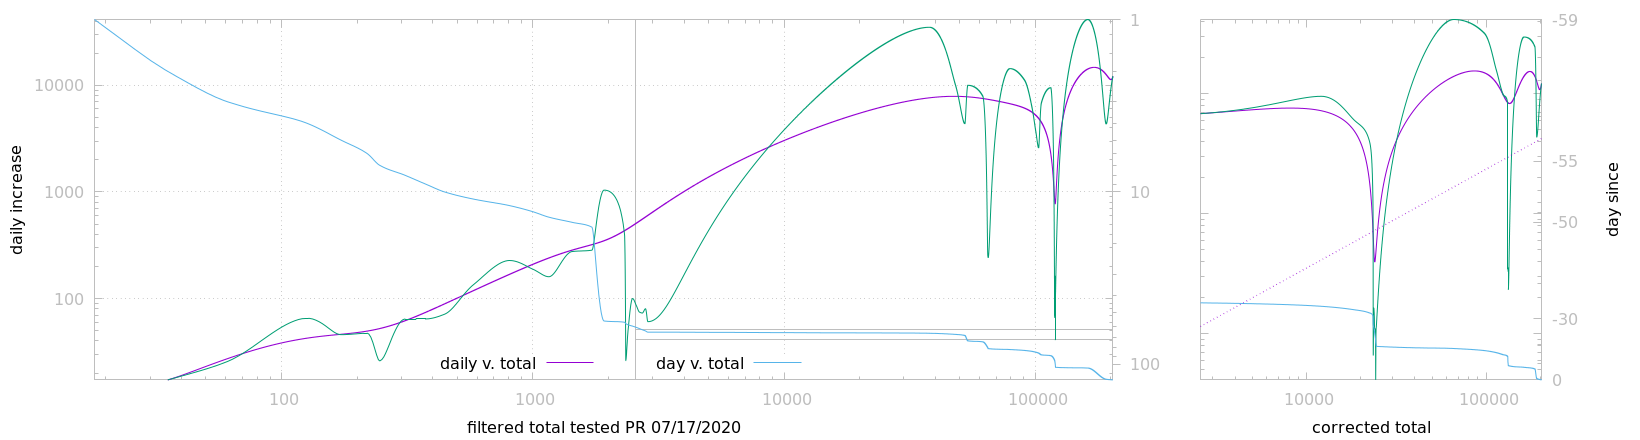 daily increase
10000
1000
100
1
10
100
daily v. total
day v. total
100
1000
10000
100000
filtered total tested PR 07/17/2020
-59
-55
-50
-30
0
day since
10000
100000
corrected total